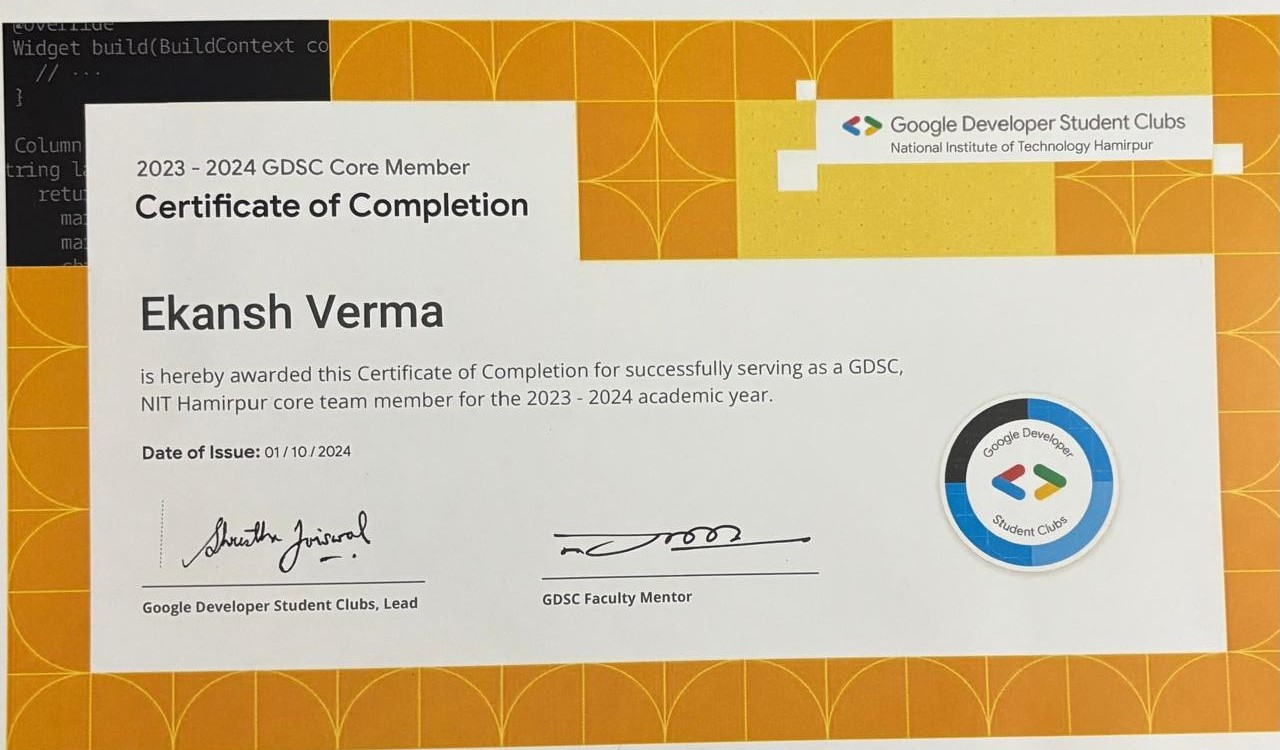 @override
Widget build(BuildContext co
// ...
}
Column
tring la
retu
ma
ma
Google Developer Student Clubs
National Institute of Technology Hamirpur
2023 - 2024 GDSC Core Member
Certificate of Completion
Ekansh Verma
is hereby awarded this Certificate of Completion for successfully serving as a GDSC,
NIT Hamirpur core team member for the 2023 - 2024 academic year.
Date of Issue: 01/10/2024
Google Developer
Student Clubs
Google Developer Student Clubs, Lead
GDSC Faculty Mentor